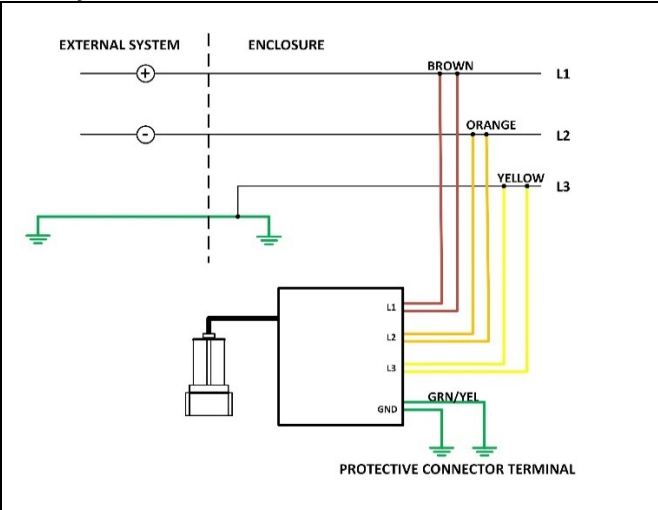 EXTERNAL SYSTEM
ENCLOSURE
BROWN
+
L1
ORANGE
-
L2
YELLOW
L3
L1
L2
L3
GRN/YEL
GND
PROTECTIVE CONNECTOR TERMINAL